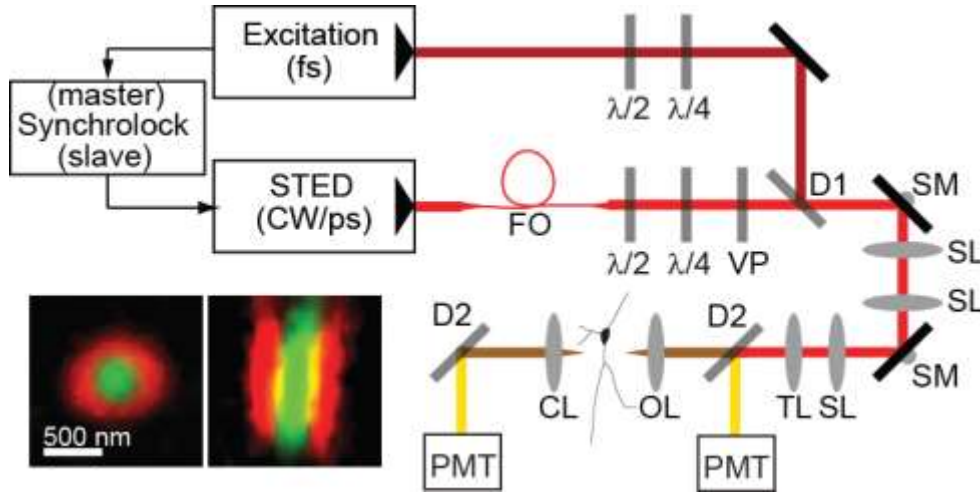 Excitation
(fs)
(master)
Synchrolock
(slave)
λ/2
λ/4
STED
(CW/ps)
FO
λ/2
λ/4
VP
D1
SM
SL
SL
SM
D2
D2
CL
OL
TL
SL
500 nm
PMT
PMT